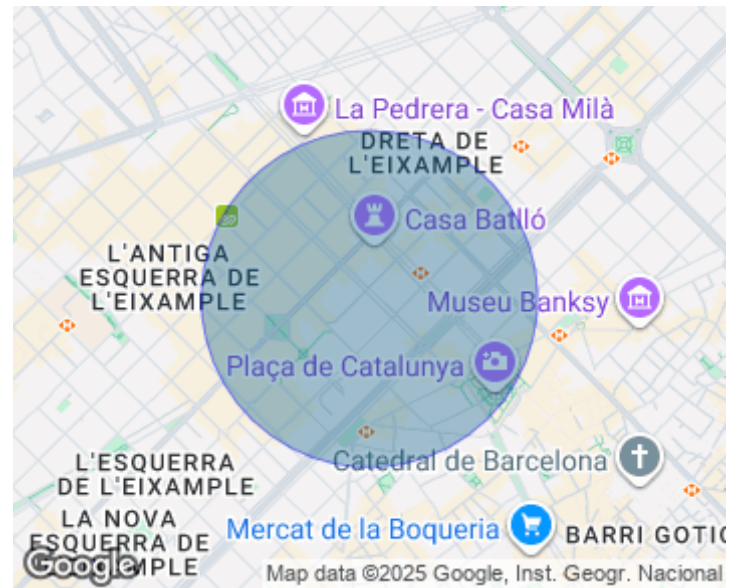 La Pedrera - Casa Milà
DRETA DE
L'EIXAMPLE
Casa Batlló
L'ANTIGA
ESQUERRA DE
L'EIXAMPLE
Museu Banksy
Plaça de Catalunya
L'ESQUERRA
DE L'EIXAMPLE
Catedral de Barcelona
LA NOVA
ESQUERRA DE
L'EIXAMPLE
Mercat de la Boqueria
BARRI GOTIC
Google
Map data ©2025 Google, Inst. Geogr. Nacional